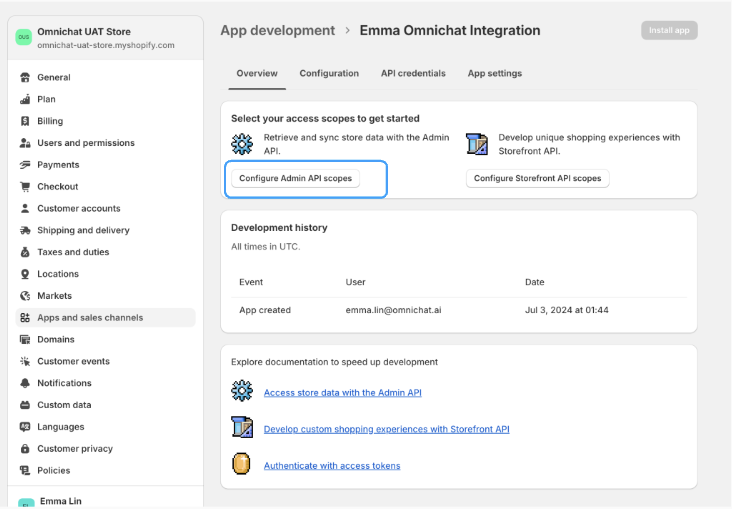 Omnichat UAT Store
OUS
omnichat-uat-store.myshopify.com
General
Plan
Billing
Users and permissions
Payments
Checkout
Customer accounts
Shipping and delivery
Taxes and duties
Locations
Markets
Apps and sales channels
Domains
Customer events
Notifications
Custom data
Languages
Customer privacy
Policies
Emma Lin
App development > Emma Omnichat Integration
Install app
Overview Configuration API credentials App settings
Select your access scopes to get started
Retrieve and sync store data with the Admin
API.
Configure Admin API scopes
Develop unique shopping experiences with
Storefront API.
Configure Storefront API scopes
Development history
All times in UTC.
Event User Date
App created emma.lin@omnichat.ai Jul 3, 2024 at 01:44
Explore documentation to speed up development
Access store data with the Admin API
Develop custom shopping experiences with Storefront API
Authenticate with access tokens